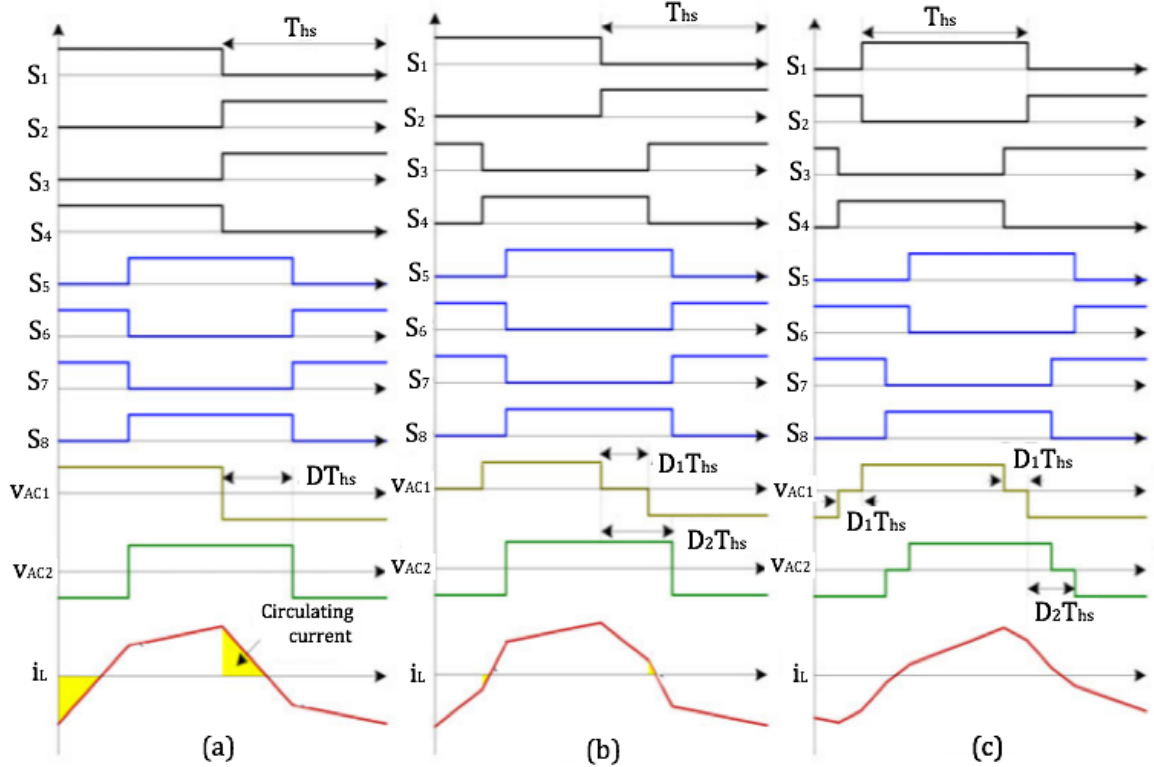 Ths Ths Ths
S1 S1 S1
S2 S2 S2
S3 S3 S3
S4 S4 S4
S5 S5 S5
S6 S6 S6
S7 S7 S7
S8 S8 S8
DThs D1Ths D1Ths
vAC1 vAC1 vAC1
D1Ths
D2Ths
vAC2 vAC2 vAC2
D2Ths
Circulating
current
iL iL iL
(a) (b) (c)